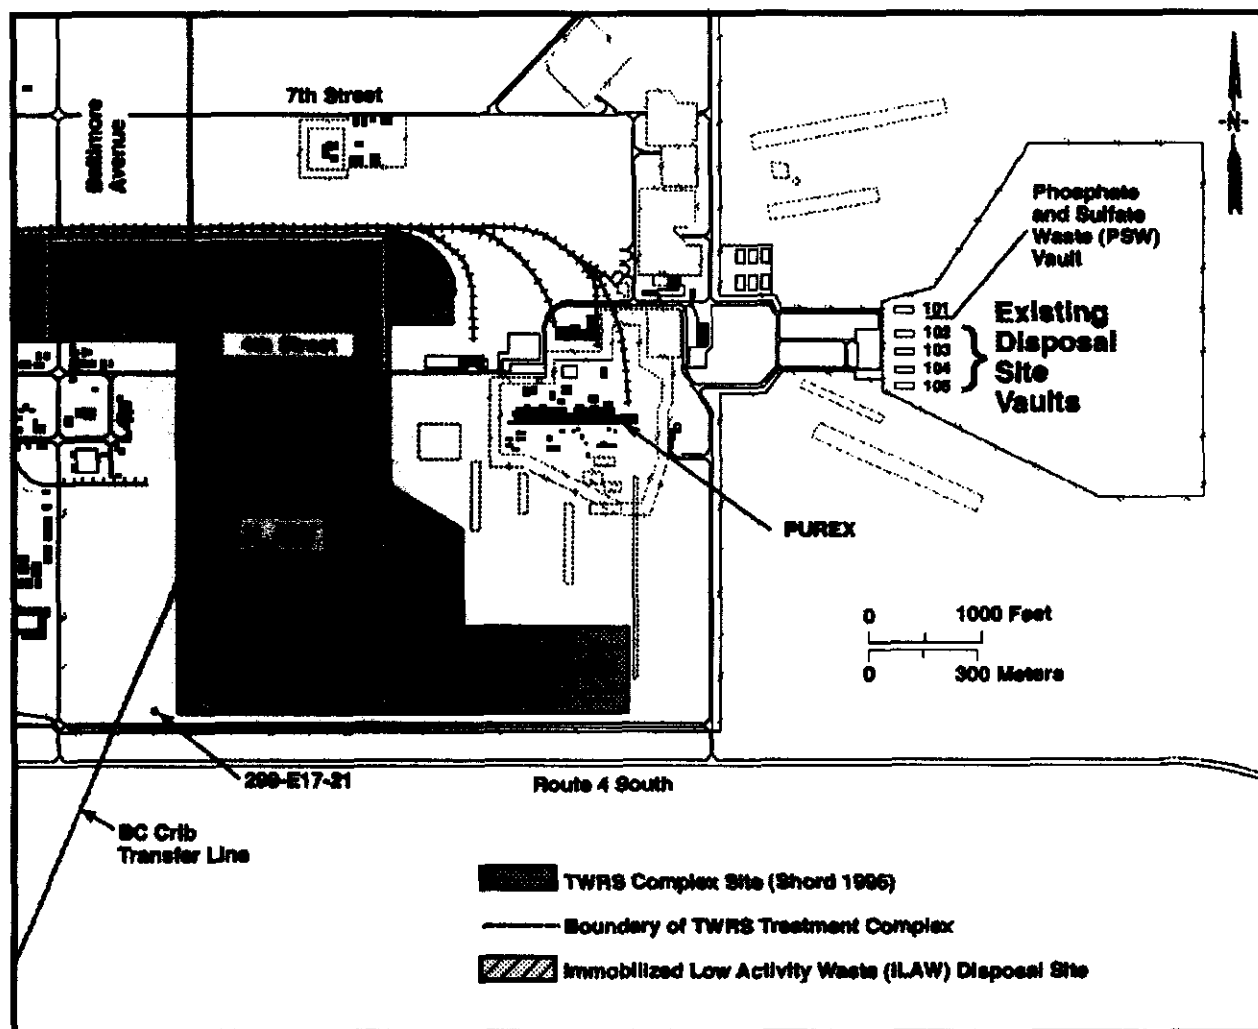 7th Street
Baltimore
Avenue
N
Phosphate
and Sulfate
Waste (PSW)
Vault
101
102
103
104
105
Existing
Disposal
Site
Vaults
4th Street
PUREX
0 1000 Feet
0 300 Meters
299-E17-21
Route 4 South
BC Crib
Transfer Line
TWRS Complex Site (Shord 1995)
Boundary of TWRS Treatment Complex
Immobilized Low Activity Waste (ILAW) Disposal Site